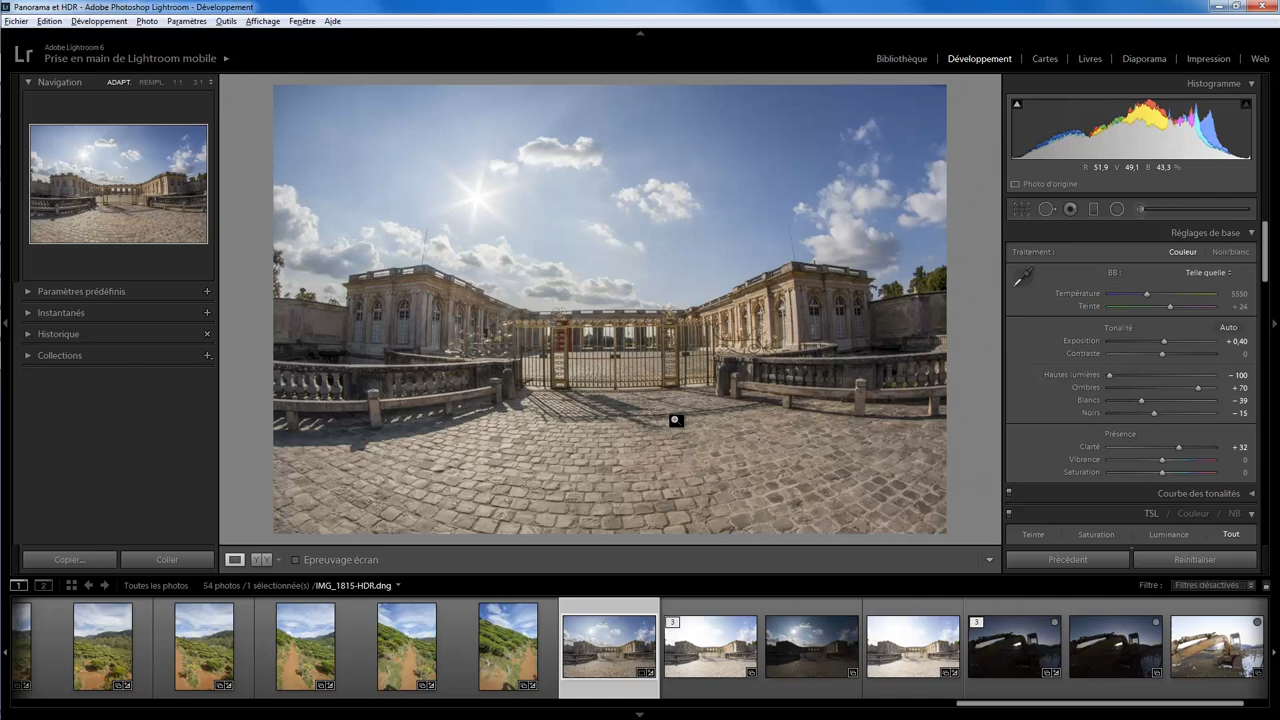 Panorama et HDR - Adobe Photoshop Lightroom - Développement
Fichier Edition Développement Photo Paramètres Outils Affichage Fenêtre Aide
Lr
Adobe Lightroom 6
Prise en main de Lightroom mobile
Bibliothèque Développement Cartes Livres Diaporama Impression Web
Navigation ADAPT. REMPL. 1:1 3:1
Histogramme
R 51,9 V 49,1 B 43,3 %
Photo d'origine
Réglages de base
Traitement : Couleur Noir/blanc
BB : Telle quelle
Température 5550
Teinte + 24
Tonalité Auto
Exposition + 0,40
Contraste 0
Hautes lumières − 100
Ombres + 70
Blancs − 39
Noirs − 15
Présence
Clarté + 32
Vibrance 0
Saturation 0
Courbe des tonalités
TSL / Couleur / NB
Teinte Saturation Luminance Tout
Précédent Réinitialiser
Paramètres prédéfinis
Instantanés
Historique
Collections
Copier... Coller
Y Y Epreuvage écran
1 2 Toutes les photos 54 photos /1 sélectionnée(s) /IMG_1815-HDR.dng
Filtre : Filtres désactivés
3
3